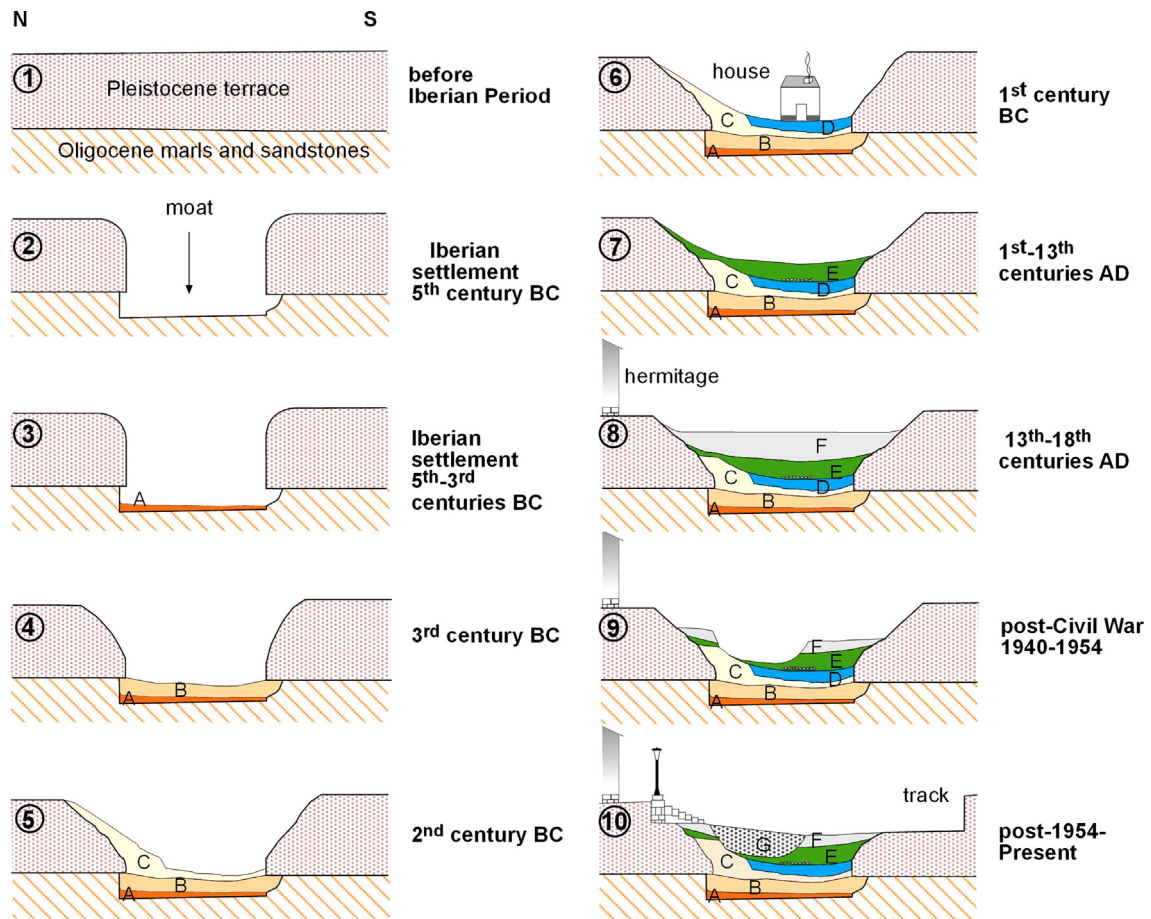 N
S
1
Pleistocene terrace
Oligocene marls and sandstones
before
Iberian Period
2
moat
Iberian
settlement
5th century BC
3
A
Iberian
settlement
5th-3rd
centuries BC
4
B
A
3rd century BC
5
C
B
A
2nd century BC
6
house
C
D
B
A
1st century
BC
7
E
C
D
B
A
1st-13th
centuries AD
hermitage
8
F
E
C
D
B
A
13th-18th
centuries AD
9
F
E
C
D
B
A
post-Civil War
1940-1954
track
10
F
G
E
C
D
B
A
post-1954-
Present